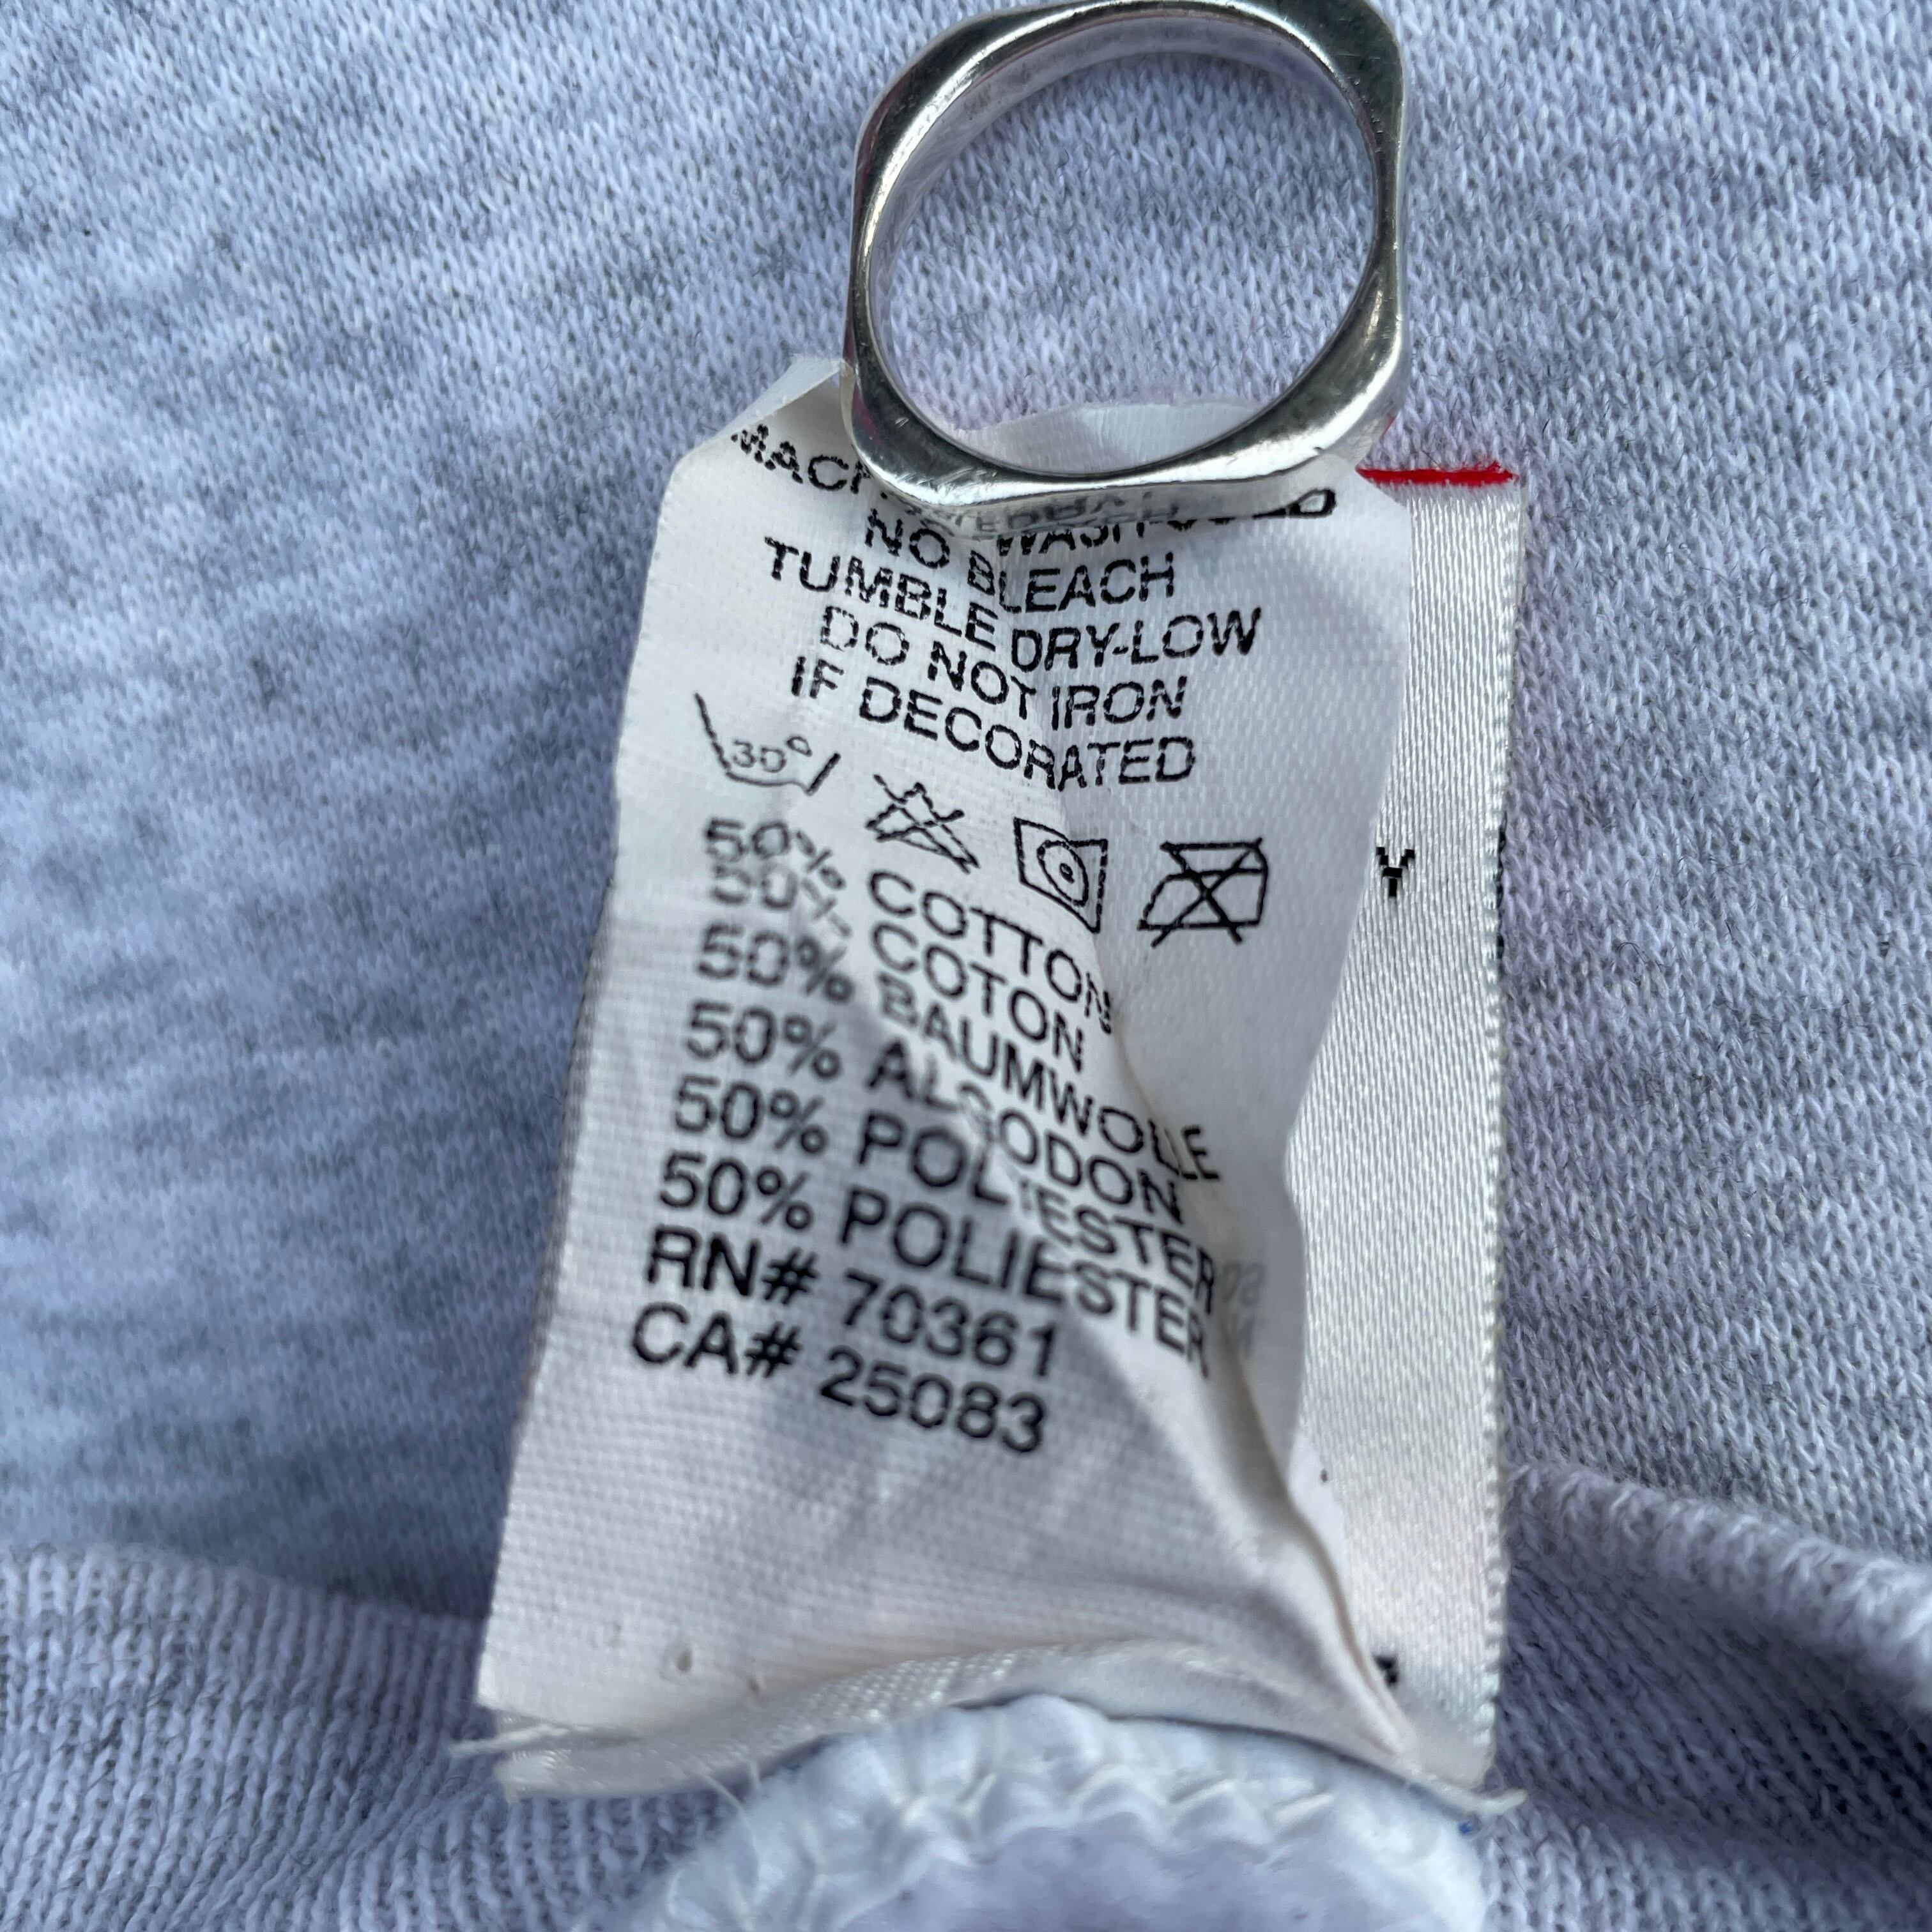 NO BLEACH
TUMBLE DRY-LOW
DO NOT IRON
IF DECORATED
30°
50% COTTON
50% COTON
50% BAUMWOLLE
50% ALGODON
50% POLIESTER
50% POLIESTER
RN# 70361
CA# 25083
Y